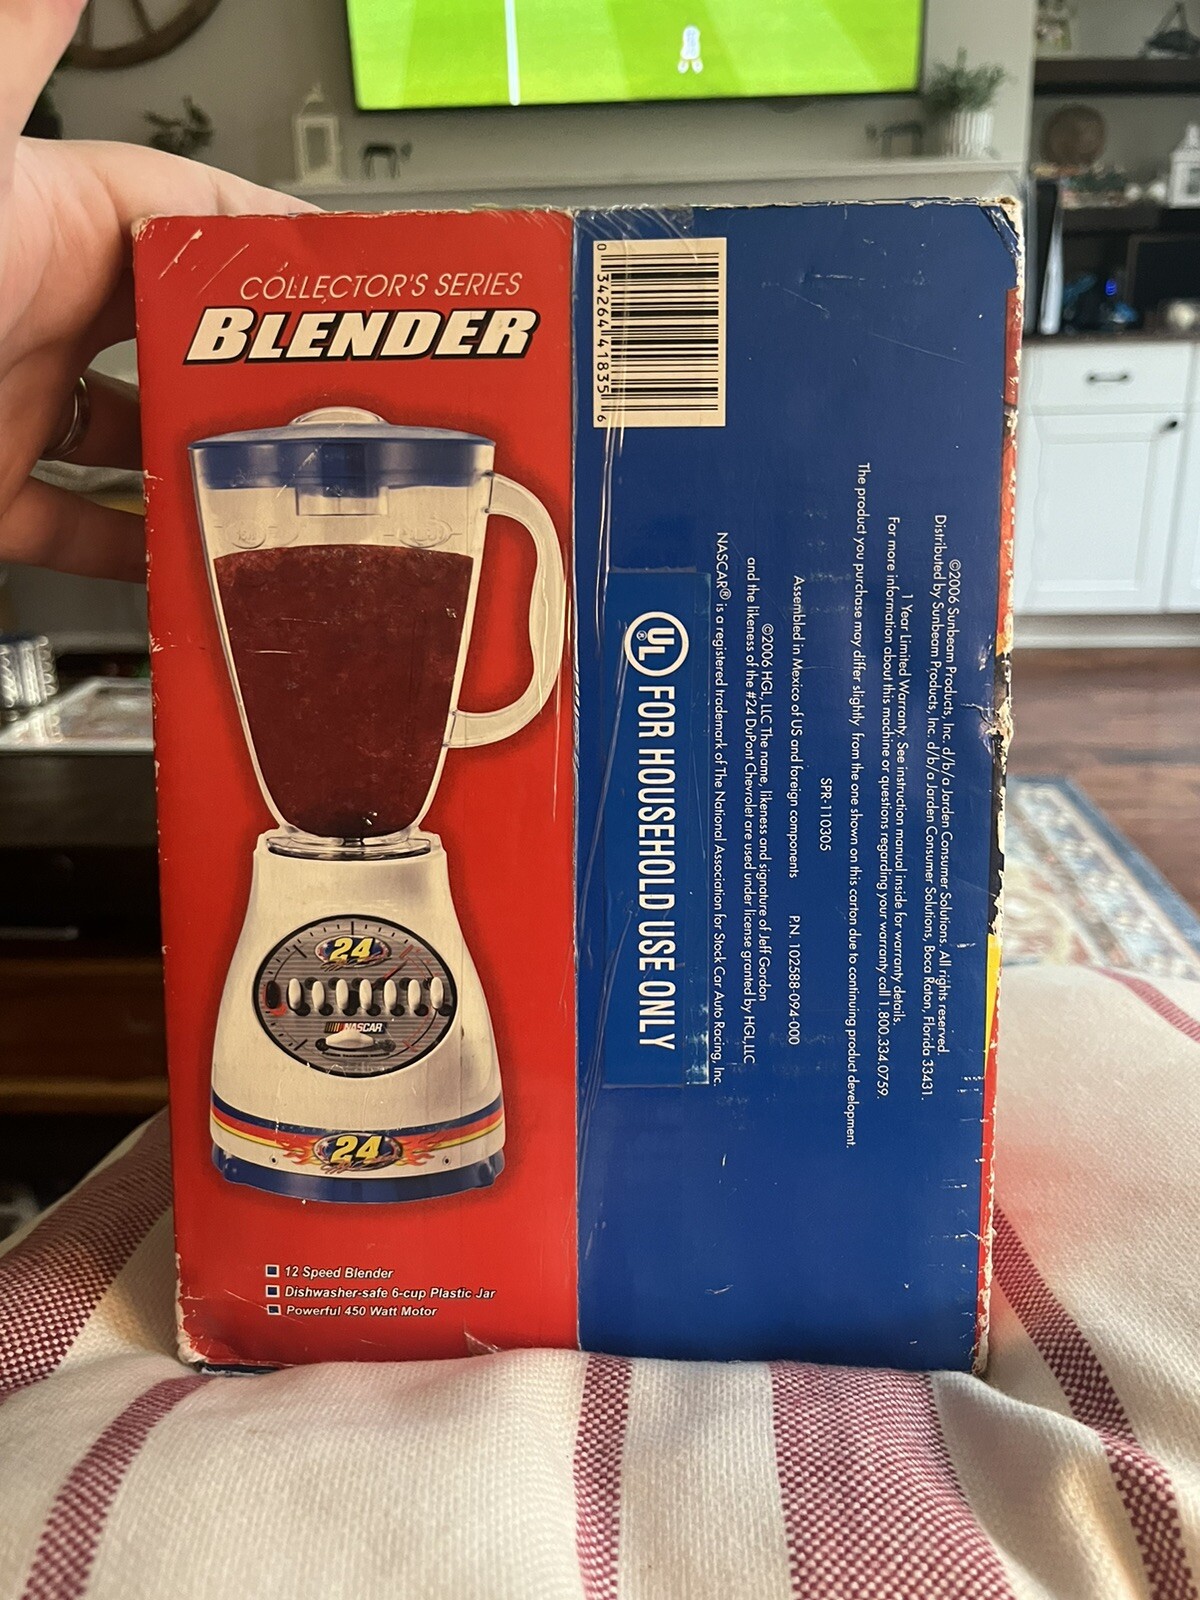 COLLECTOR'S SERIES
BLENDER
24
NASCAR
24
12 Speed Blender
Dishwasher-safe 6-cup Plastic Jar
Powerful 450 Watt Motor
0 34264 41835 6
©2006 Sunbeam Products, Inc. d/b/a Jarden Consumer Solutions. All rights reserved.
Distributed by Sunbeam Products, Inc. d/b/a Jarden Consumer Solutions, Boca Raton, Florida 33431.
1 Year Limited Warranty. See instruction manual inside for warranty details.
For more information about this machine or questions regarding your warranty call 1.800.334.0759.
The product you purchase may differ slightly from the one shown on this carton due to continuing product development.
SPR-110305
Assembled in Mexico of US and foreign components P.N. 102588-094-000
©2006 HGL, LLC The name, likeness and signature of Jeff Gordon
and the likeness of the #24 DuPont Chevrolet are used under license granted by HGL,LLC
NASCAR® is a registered trademark of The National Association for Stock Car Auto Racing, Inc.
UL® FOR HOUSEHOLD USE ONLY